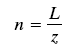 n = L/z